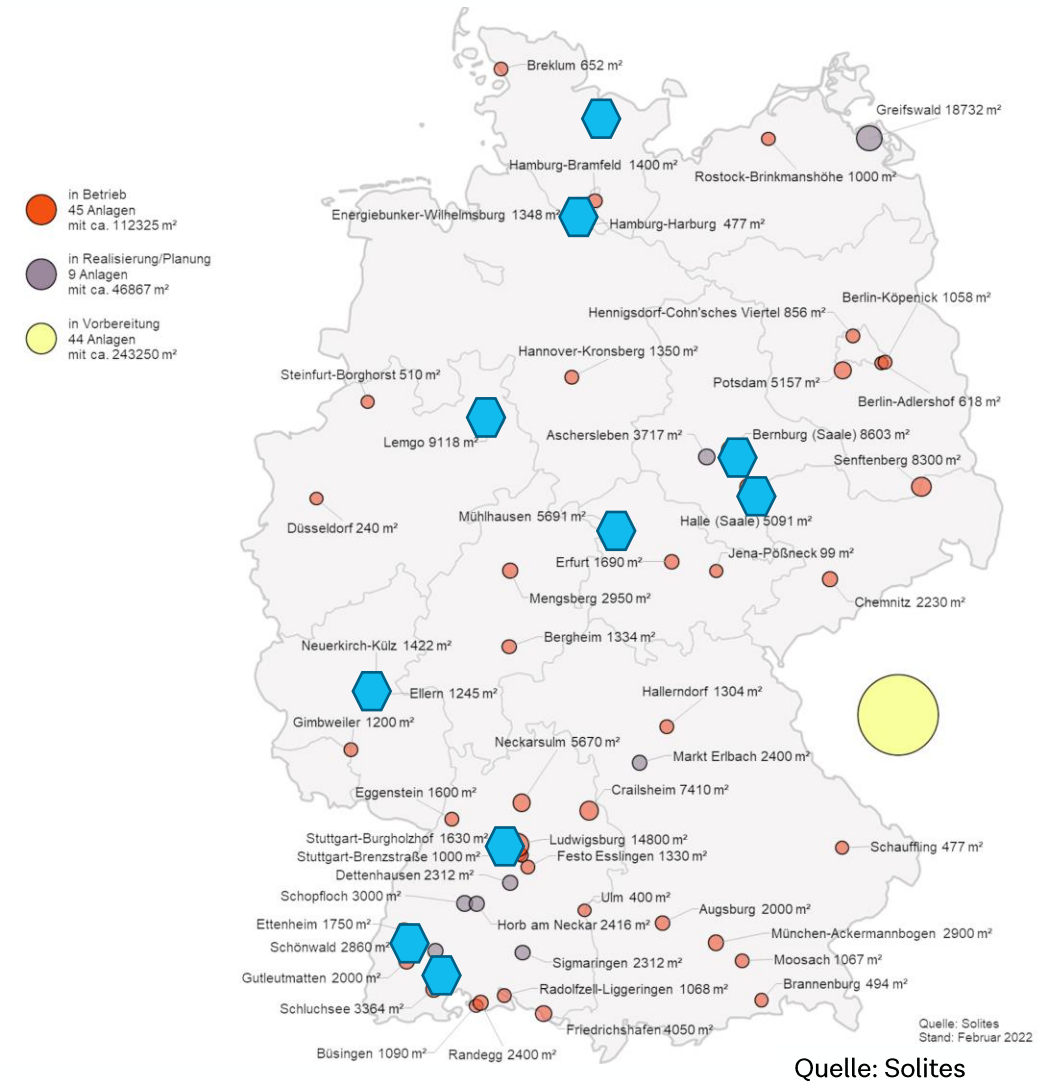 Breklum 652 m²
Greifswald 18732 m²
Hamburg-Bramfeld 1400 m²
Rostock-Brinkmanshöhe 1000 m²
in Betrieb
45 Anlagen
mit ca. 112325 m²
Energiebunker-Wilhelmsburg 1348 m²
Hamburg-Harburg 477 m²
in Realisierung/Planung
9 Anlagen
mit ca. 46867 m²
in Vorbereitung
44 Anlagen
mit ca. 243250 m²
Berlin-Köpenick 1058 m²
Hennigsdorf-Cohn'sches Viertel 856 m²
Hannover-Kronsberg 1350 m²
Steinfurt-Borghorst 510 m²
Potsdam 5157 m²
Berlin-Adlershof 618 m²
Lemgo 9118 m²
Aschersleben 3717 m²
Bernburg (Saale) 8603 m²
Senftenberg 8300 m²
Düsseldorf 240 m²
Mühlhausen 5691 m²
Halle (Saale) 5091 m²
Erfurt 1690 m²
Jena-Pößneck 99 m²
Mengsberg 2950 m²
Chemnitz 2230 m²
Bergheim 1334 m²
Neuerkirch-Külz 1422 m²
Ellern 1245 m²
Hallerndorf 1304 m²
Gimbweiler 1200 m²
Neckarsulm 5670 m²
Markt Erlbach 2400 m²
Eggenstein 1600 m²
Crailsheim 7410 m²
Stuttgart-Burgholzhof 1630 m²
Ludwigsburg 14800 m²
Stuttgart-Brenzstraße 1000 m²
Festo Esslingen 1330 m²
Schauffling 477 m²
Dettenhausen 2312 m²
Schopfloch 3000 m²
Ulm 400 m²
Augsburg 2000 m²
Ettenheim 1750 m²
Horb am Neckar 2416 m²
München-Ackermannbogen 2900 m²
Schönwald 2860 m²
Sigmaringen 2312 m²
Moosach 1067 m²
Gutleutmatten 2000 m²
Radolfzell-Liggeringen 1068 m²
Brannenburg 494 m²
Schluchsee 3364 m²
Friedrichshafen 4050 m²
Büsingen 1090 m²
Randegg 2400 m²
Quelle: Solites
Stand: Februar 2022
Quelle: Solites